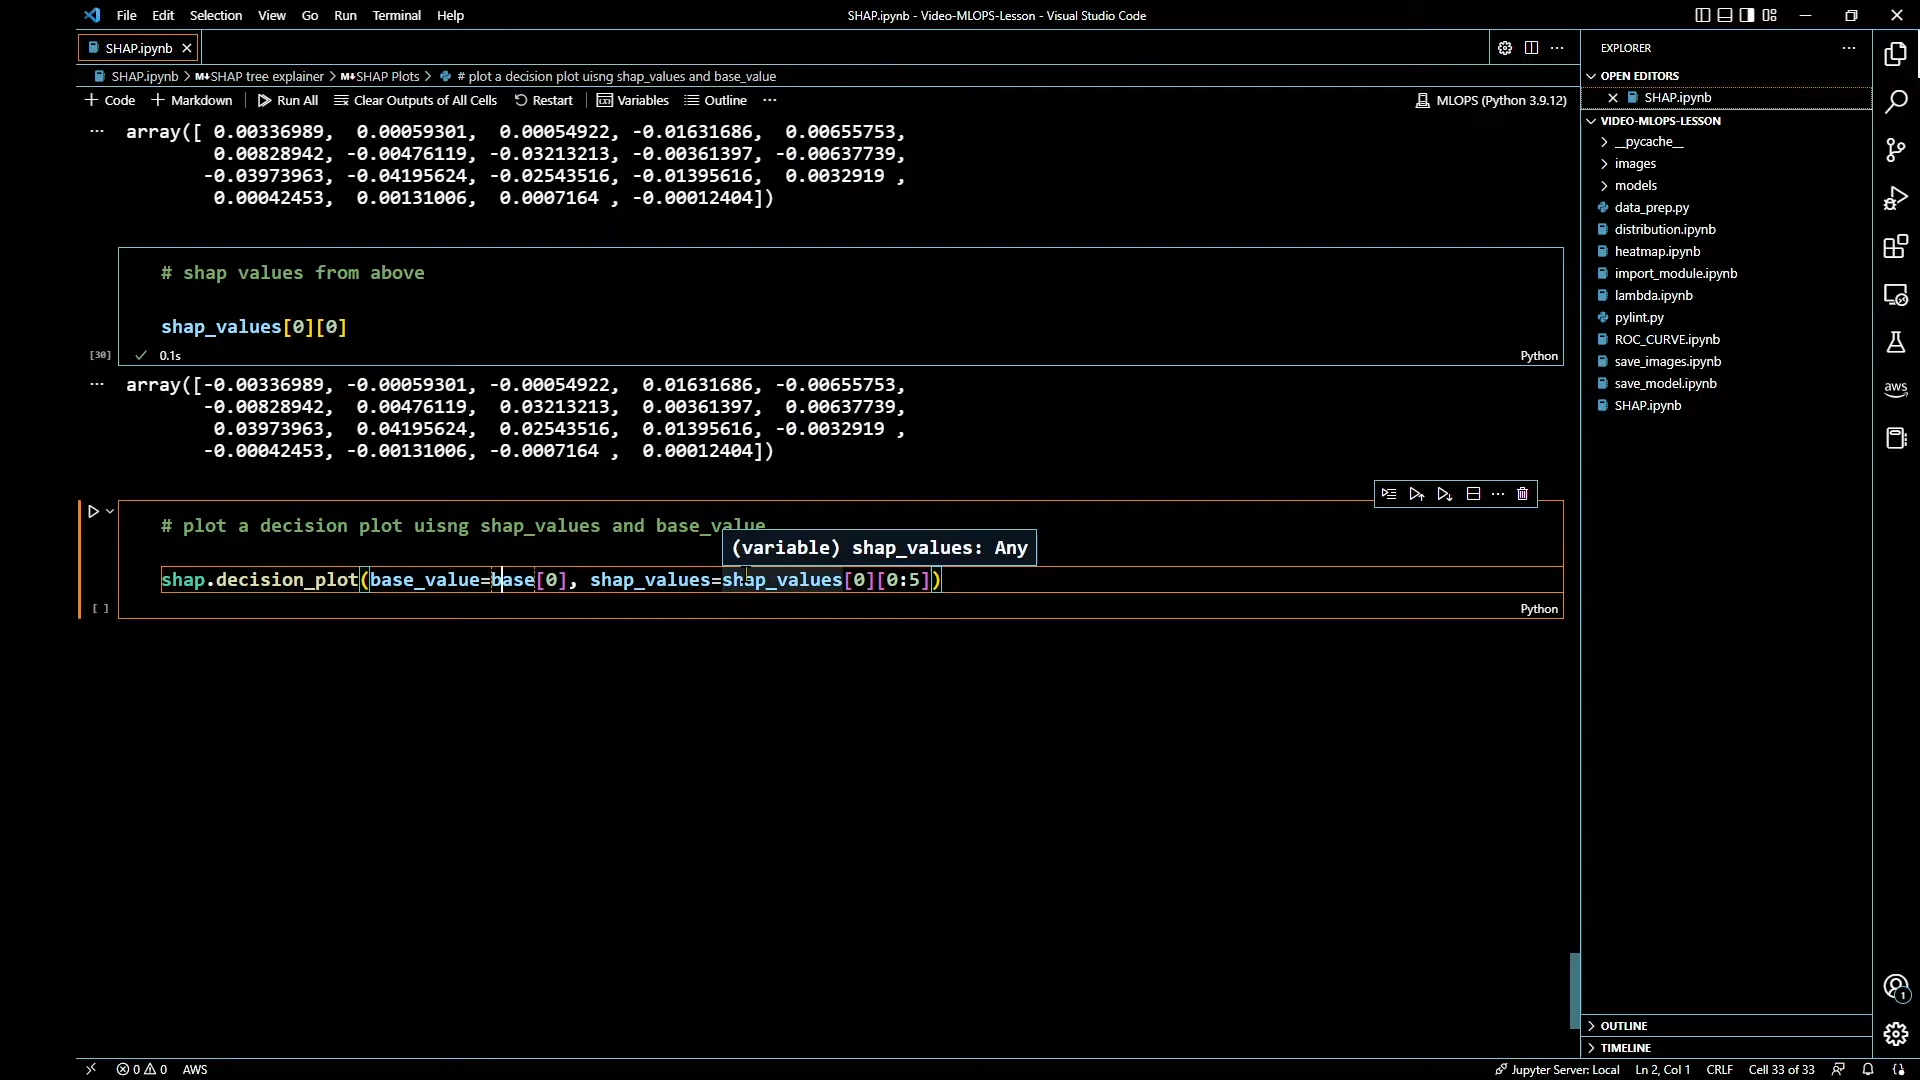 File Edit Selection View Go Run Terminal Help
SHAP.ipynb - Video-MLOPS-Lesson - Visual Studio Code
SHAP.ipynb
SHAP.ipynb > M↓SHAP tree explainer > M↓SHAP Plots > # plot a decision plot uisng shap_values and base_value
+ Code + Markdown Run All Clear Outputs of All Cells Restart Variables Outline ... MLOPS (Python 3.9.12)
... array([ 0.00336989, 0.00059301, 0.00054922, -0.01631686, 0.00655753,
0.00828942, -0.00476119, -0.03213213, -0.00361397, -0.00637739,
-0.03973963, -0.04195624, -0.02543516, -0.01395616, 0.0032919 ,
0.00042453, 0.00131006, 0.0007164 , -0.00012404])
# shap values from above
shap_values[0][0]
[30] 0.1s Python
... array([-0.00336989, -0.00059301, -0.00054922, 0.01631686, -0.00655753,
-0.00828942, 0.00476119, 0.03213213, 0.00361397, 0.00637739,
0.03973963, 0.04195624, 0.02543516, 0.01395616, -0.0032919 ,
-0.00042453, -0.00131006, -0.0007164 , 0.00012404])
# plot a decision plot uisng shap_values and base_value
(variable) shap_values: Any
shap.decision_plot(base_value=base[0], shap_values=shap_values[0][0:5])
[ ] Python
EXPLORER
OPEN EDITORS
SHAP.ipynb
VIDEO-MLOPS-LESSON
__pycache__
images
models
data_prep.py
distribution.ipynb
heatmap.ipynb
import_module.ipynb
lambda.ipynb
pylint.py
ROC_CURVE.ipynb
save_images.ipynb
save_model.ipynb
SHAP.ipynb
OUTLINE
TIMELINE
aws
1
0 0 AWS
Jupyter Server: Local Ln 2, Col 1 CRLF Cell 33 of 33